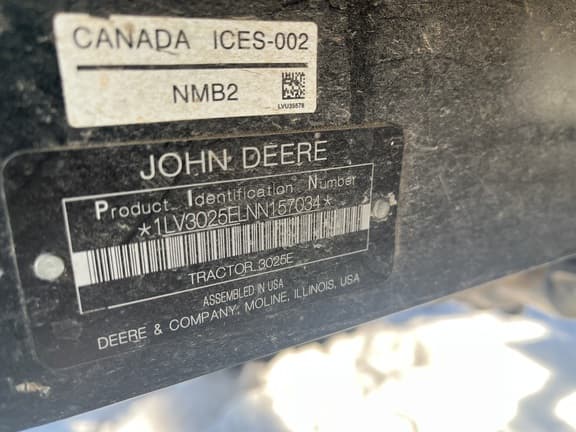 CANADA ICES-002
NMB2
LVU35578
JOHN DEERE
Product Identification Number
*1LV3025ELNN157034*
TRACTOR 3025E
ASSEMBLED IN USA
DEERE & COMPANY, MOLINE, ILLINOIS, USA